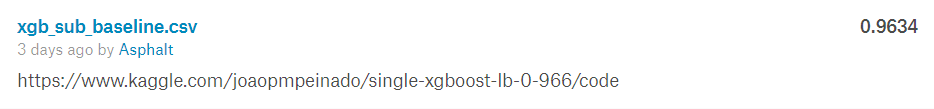 xgb_sub_baseline.csv 0.9634
3 days ago by Asphalt
https://www.kaggle.com/joaopmpeinado/single-xgboost-lb-0-966/code